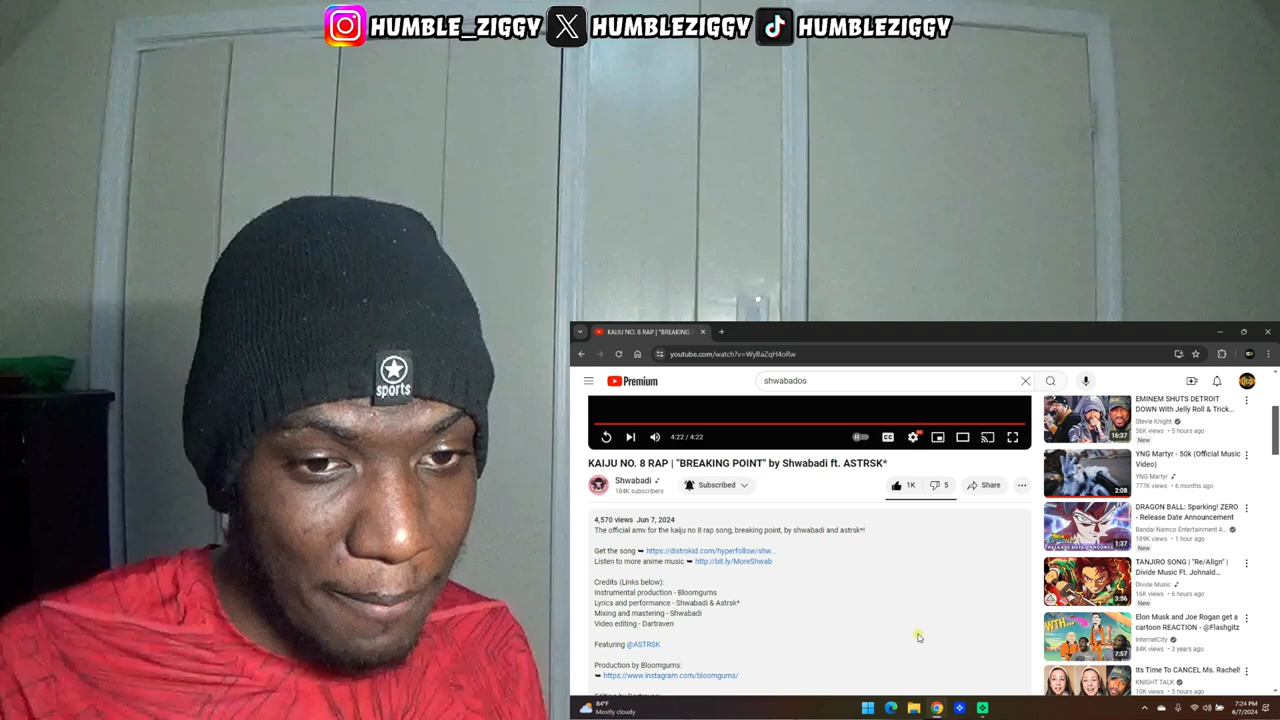 HUMBLE_ZIGGY HUMBLEZIGGY HUMBLEZIGGY
sports
KAIJU NO. 8 RAP | "BREAKING
youtube.com/watch?v=WyBaZqH4oRw
Premium
shwabados
4:22 / 4:22
KAIJU NO. 8 RAP | "BREAKING POINT" by Shwabadi ft. ASTRSK*
Shwabadi
184K subscribers
Subscribed
1K
5
Share
4,570 views Jun 7, 2024
The official amv for the kaiju no 8 rap song, breaking point, by shwabadi and astrsk*!
Get the song ➥ https://distrokid.com/hyperfollow/shw...
Listen to more anime music ➥ http://bit.ly/MoreShwab
Credits (Links below):
Instrumental production - Bloomgums
Lyrics and performance - Shwabadi & Astrsk*
Mixing and mastering - Shwabadi
Video editing - Dartraven
Featuring @ASTRSK
Production by Bloomgums:
➥ https://www.instagram.com/bloomgums/
EMINEM SHUTS DETROIT
DOWN With Jelly Roll & Trick...
Stevie Knight
56K views • 5 hours ago
New
16:37
YNG Martyr - 50k (Official Music
Video)
YNG Martyr
777K views • 6 months ago
2:08
DRAGON BALL: Sparking! ZERO
- Release Date Announcement
Bandai Namco Entertainment A...
189K views • 1 hour ago
New
1:37
TANJIRO SONG | "Re/Align" |
Divide Music Ft. Johnald...
Divide Music
16K views • 6 hours ago
New
3:56
Elon Musk and Joe Rogan get a
cartoon REACTION - @Flashgitz
InternetCity
84K views • 3 years ago
7:57
Its Time To CANCEL Ms. Rachel!
KNIGHT TALK
10K views • 5 hours ago
84°F
Mostly cloudy
7:24 PM
6/7/2024